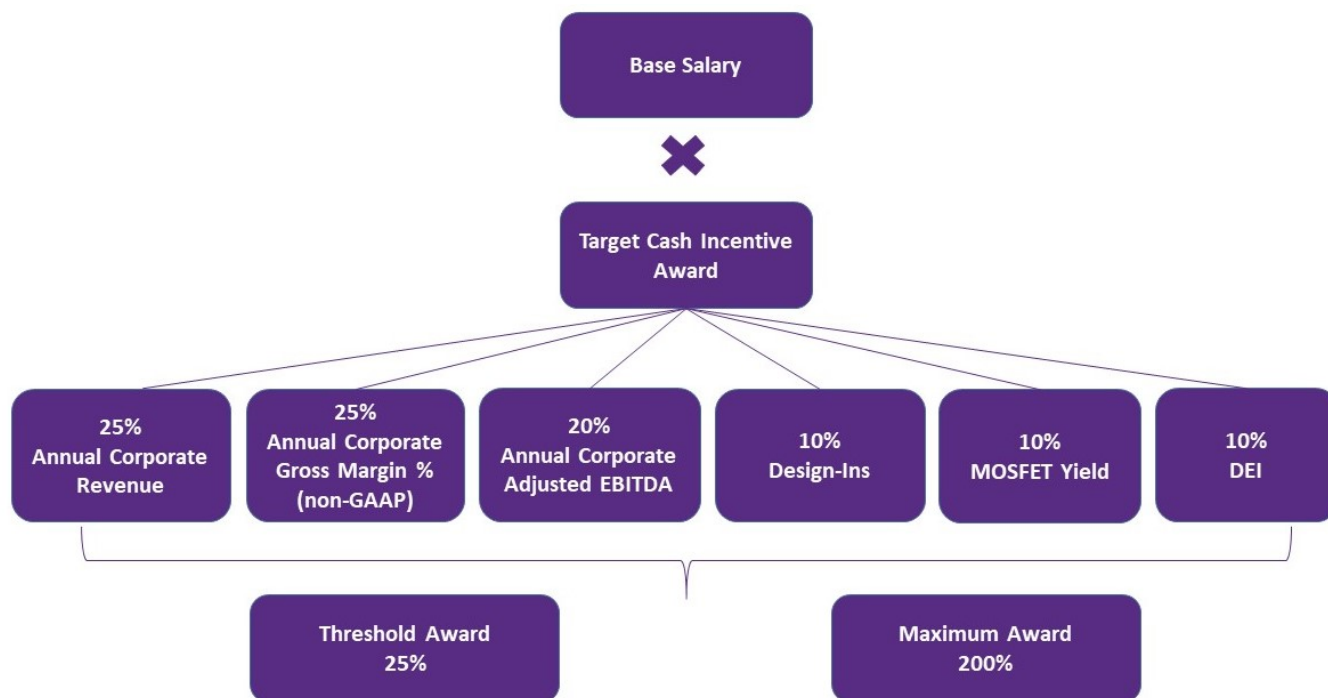 Base Salary
Target Cash Incentive
Award
25%
Annual Corporate
Revenue
25%
Annual Corporate
Gross Margin %
(non-GAAP)
20%
Annual Corporate
Adjusted EBITDA
10%
Design-Ins
10%
MOSFET Yield
10%
DEI
Threshold Award
25%
Maximum Award
200%